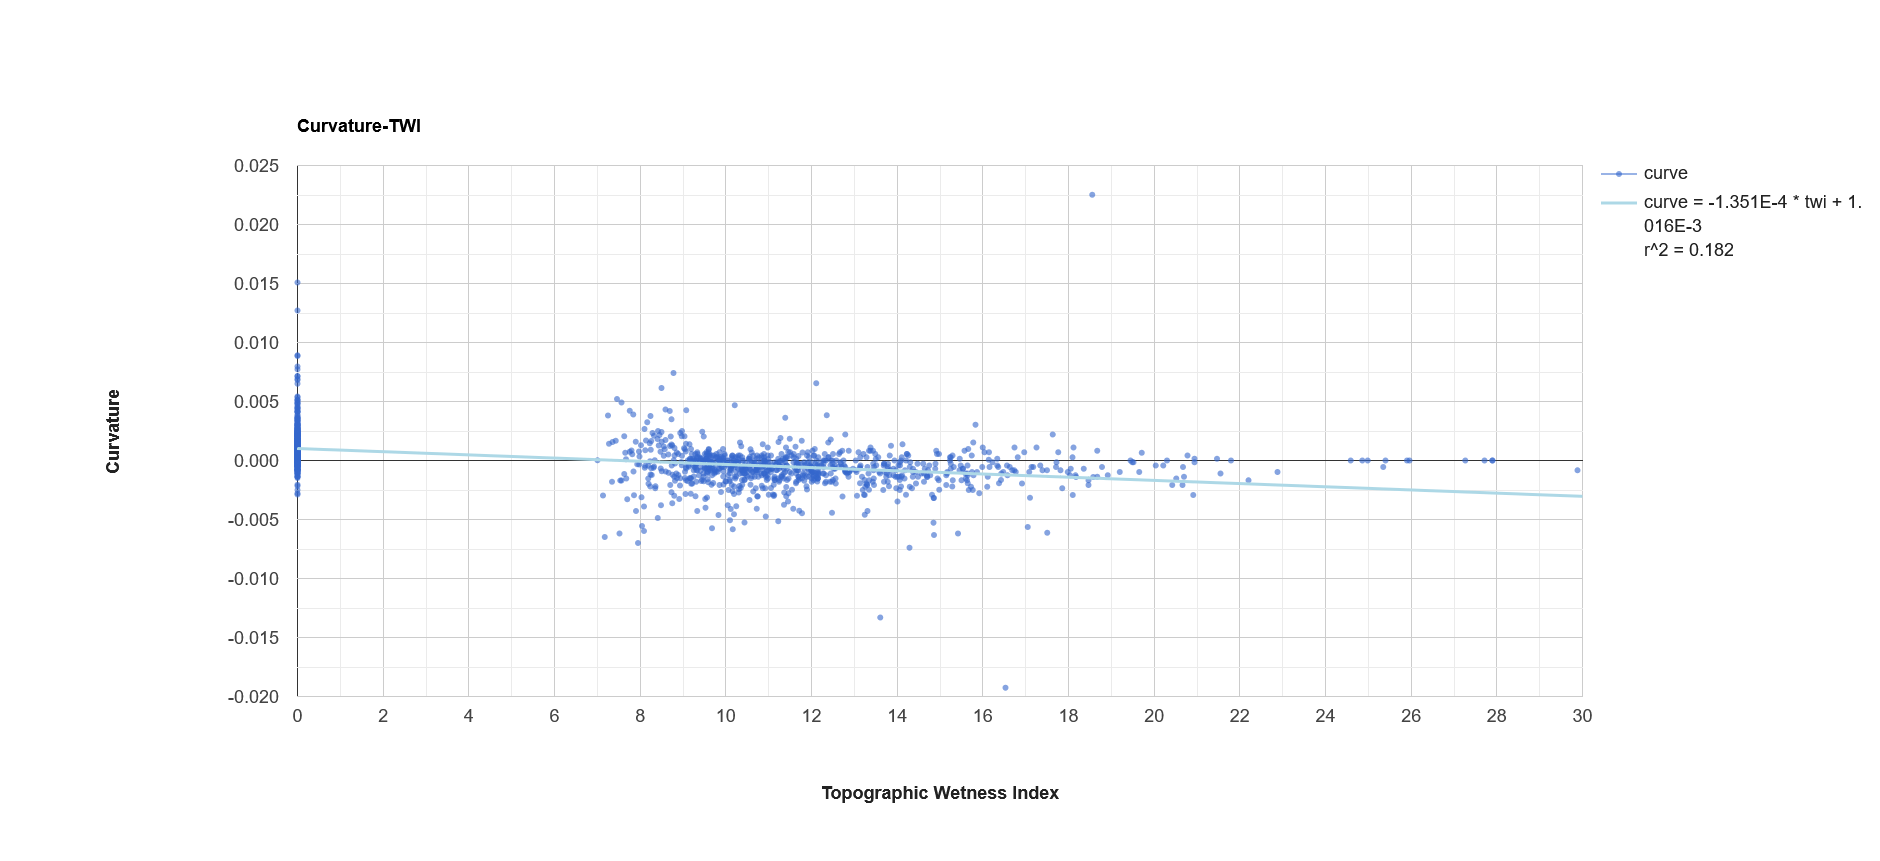 Curvature-TWI
0.025
0.020
0.015
0.010
0.005
0.000
-0.005
-0.010
-0.015
-0.020
Curvature
0 2 4 6 8 10 12 14 16 18 20 22 24 26 28 30
Topographic Wetness Index
curve
curve = -1.351E-4 * twi + 1.
016E-3
r^2 = 0.182